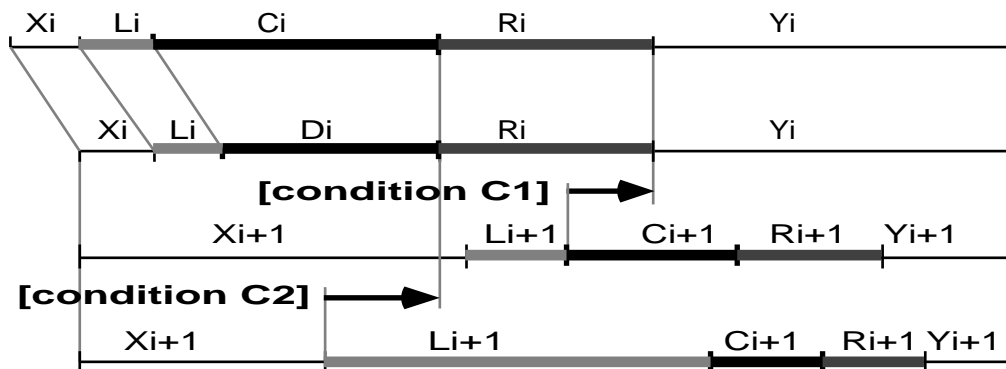 Xi Li Ci Ri Yi
Xi Li Di Ri Yi
[condition C1]
Xi+1 Li+1 Ci+1 Ri+1 Yi+1
[condition C2]
Xi+1 Li+1 Ci+1 Ri+1 Yi+1